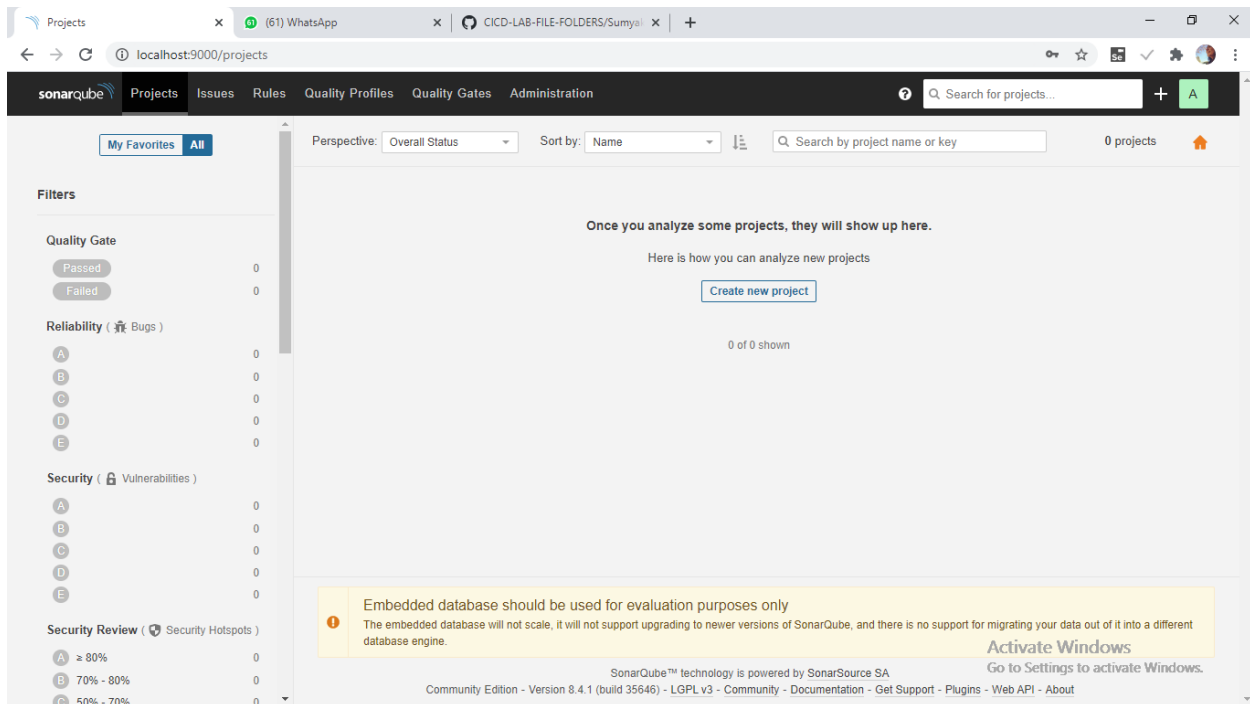 Projects
(61) WhatsApp
CICD-LAB-FILE-FOLDERS/Sumyal
localhost:9000/projects
sonarqube Projects Issues Rules Quality Profiles Quality Gates Administration ? Search for projects... + A
My Favorites All
Perspective: Overall Status Sort by: Name Search by project name or key 0 projects
Filters
Quality Gate
Passed 0
Failed 0
Reliability ( Bugs )
A 0
B 0
C 0
D 0
E 0
Security ( Vulnerabilities )
A 0
B 0
C 0
D 0
E 0
Security Review ( Security Hotspots )
A ≥ 80% 0
B 70% - 80% 0
C 50% - 70% 0
Once you analyze some projects, they will show up here.
Here is how you can analyze new projects
Create new project
0 of 0 shown
Embedded database should be used for evaluation purposes only
The embedded database will not scale, it will not support upgrading to newer versions of SonarQube, and there is no support for migrating your data out of it into a different
database engine.
Activate Windows
Go to Settings to activate Windows.
SonarQube™ technology is powered by SonarSource SA
Community Edition - Version 8.4.1 (build 35646) - LGPL v3 - Community - Documentation - Get Support - Plugins - Web API - About